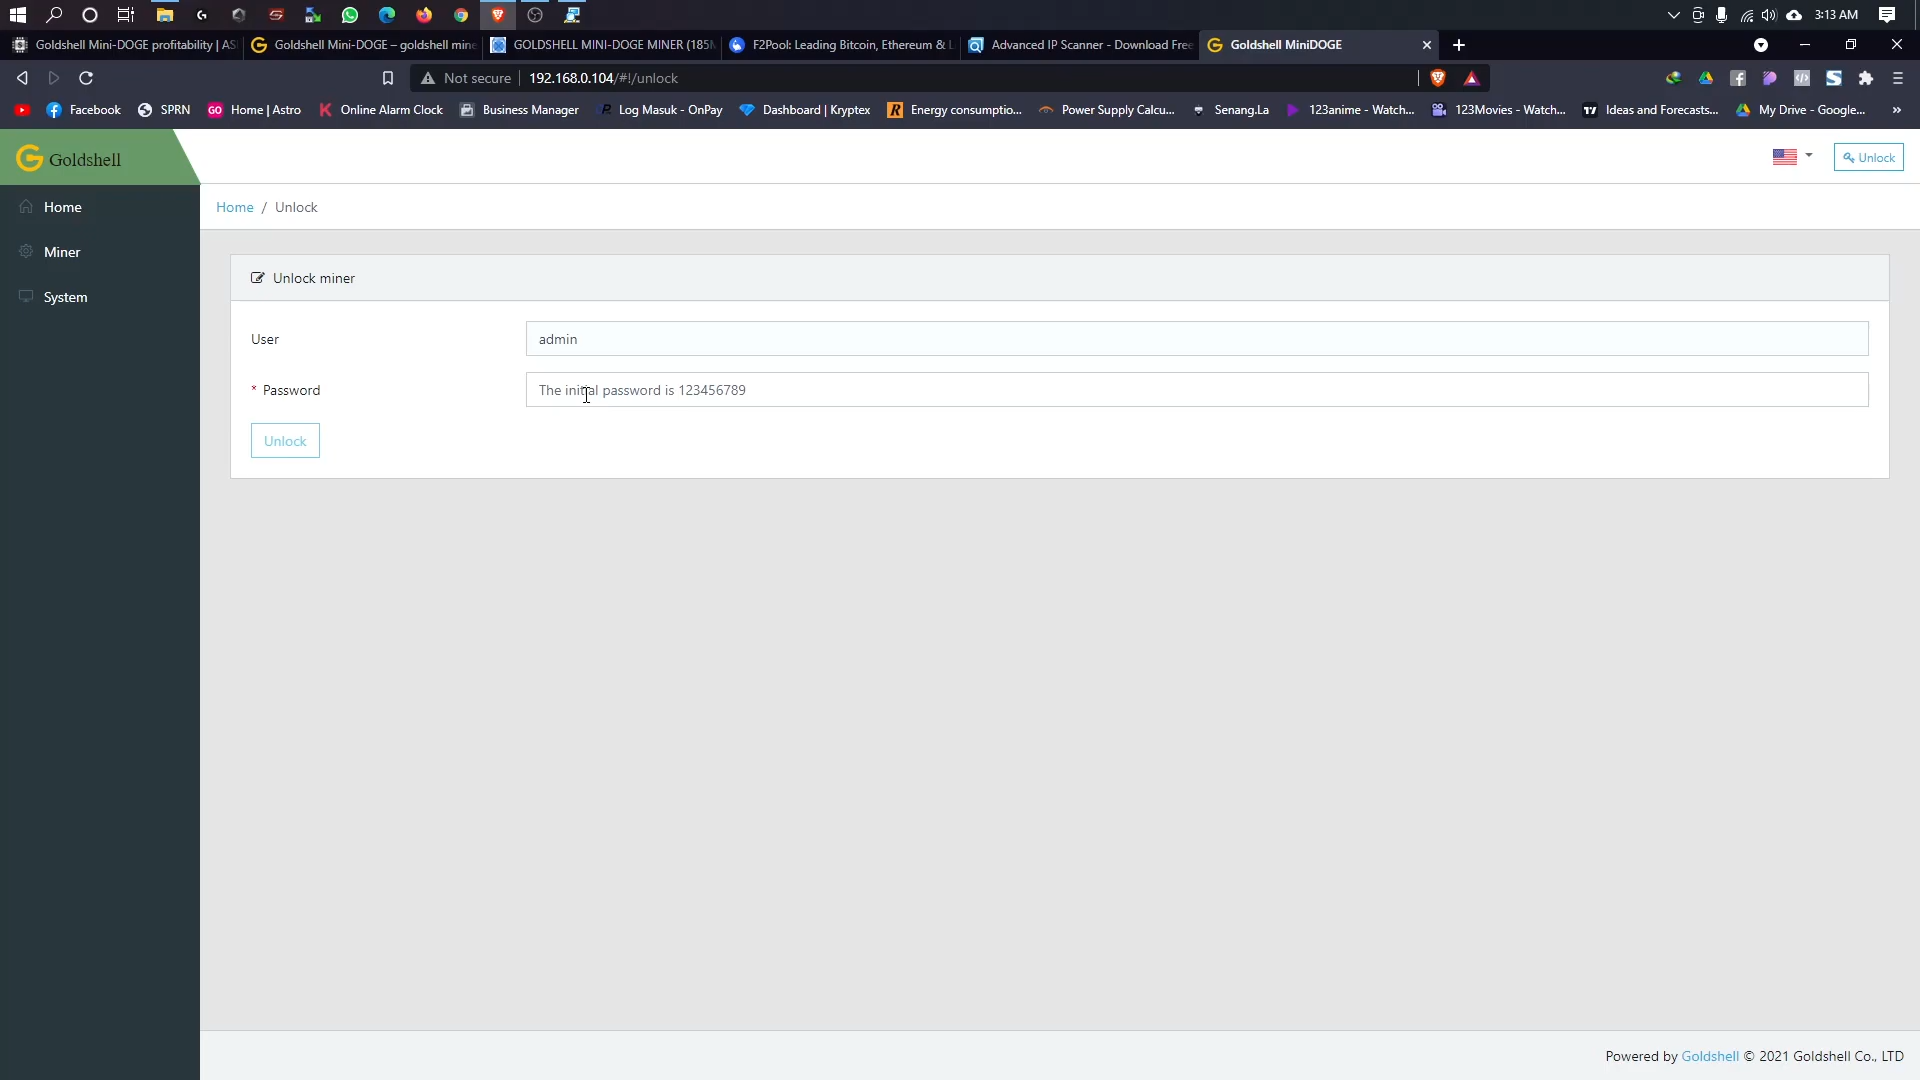 3:13 AM
Goldshell Mini-DOGE profitability | AS
Goldshell Mini-DOGE – goldshell mine
GOLDSHELL MINI-DOGE MINER (185M
F2Pool: Leading Bitcoin, Ethereum & L
Advanced IP Scanner - Download Free
Goldshell MiniDOGE
Not secure
192.168.0.104/#!/unlock
Facebook
SPRN
GO Home | Astro
Online Alarm Clock
Business Manager
Log Masuk - OnPay
Dashboard | Kryptex
Energy consumptio...
Power Supply Calcu...
Senang.La
123anime - Watch...
123Movies - Watch...
Ideas and Forecasts...
My Drive - Google...
Goldshell
Unlock
Home
Miner
System
Home / Unlock
Unlock miner
User
admin
* Password
The initial password is 123456789
Unlock
Powered by Goldshell © 2021 Goldshell Co., LTD